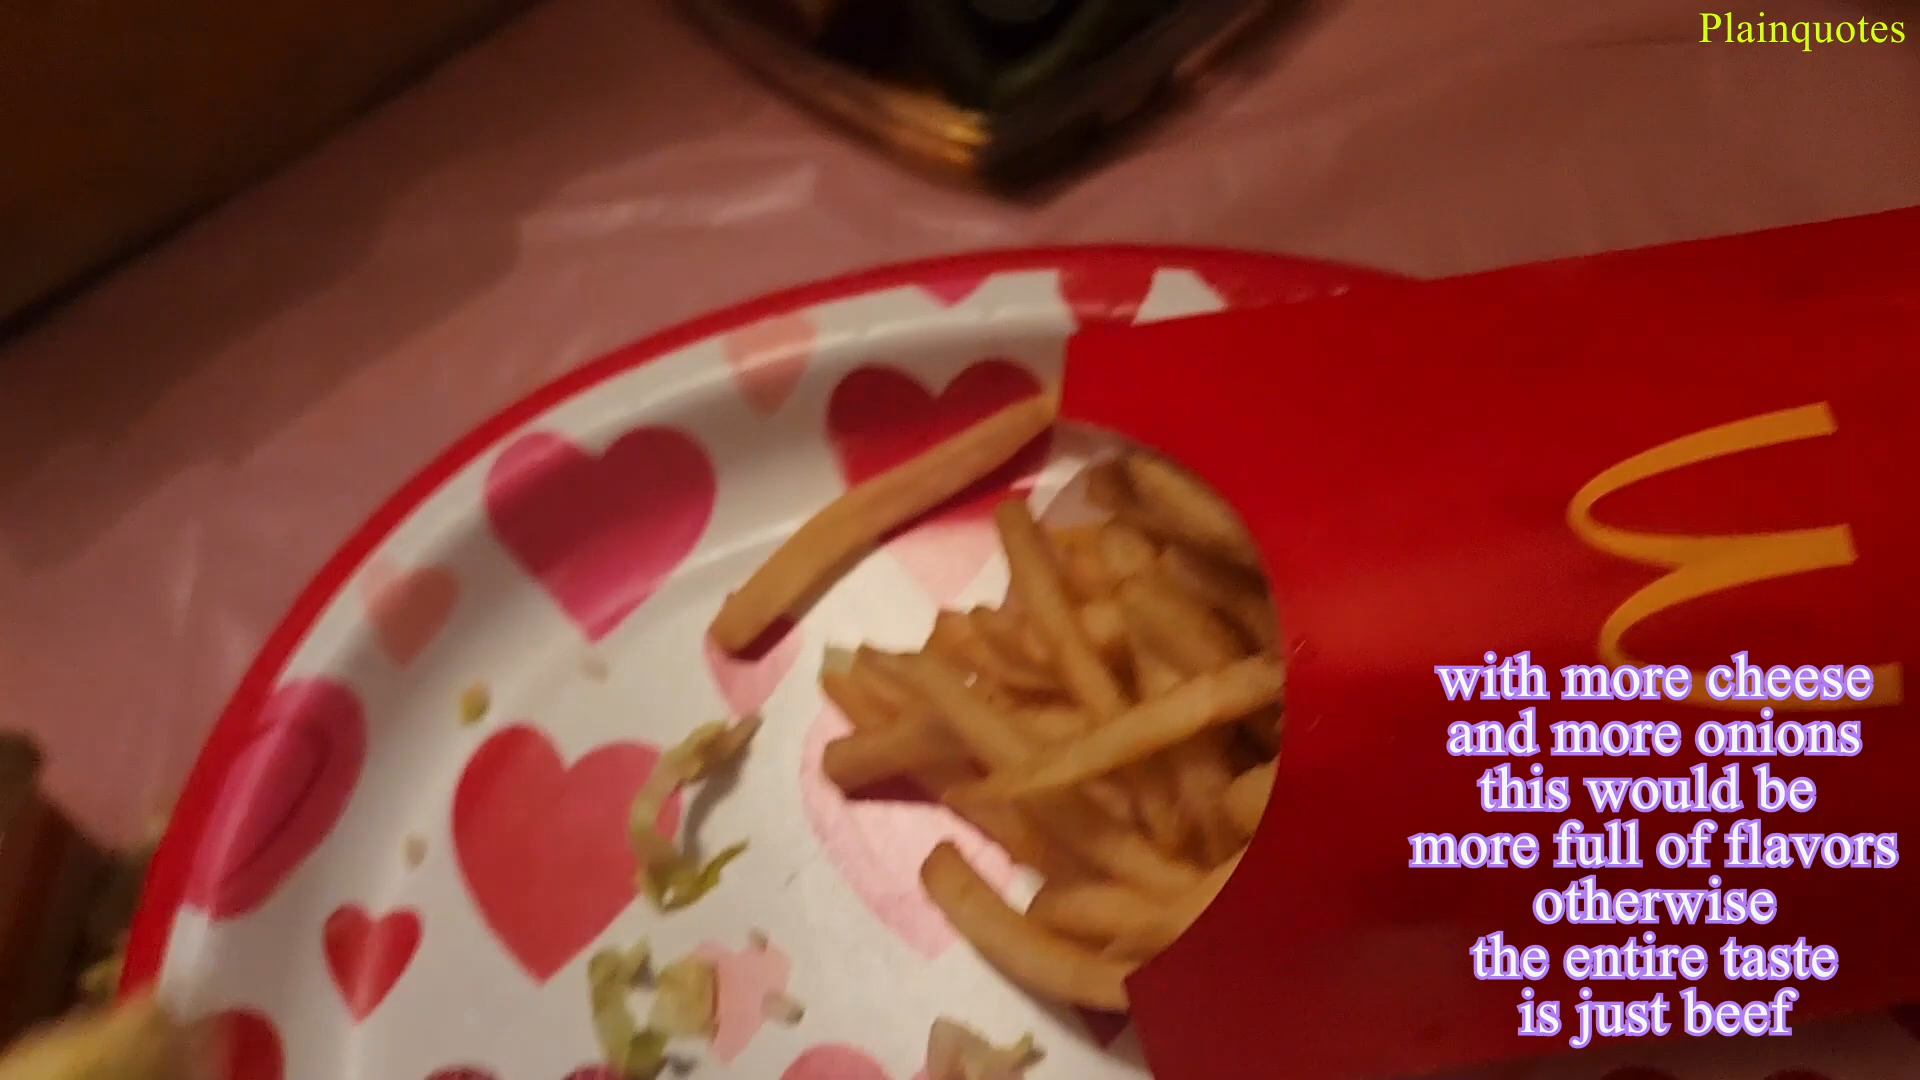 Plainquotes
with more cheese
and more onions
this would be
more full of flavors
otherwise
the entire taste
is just beef